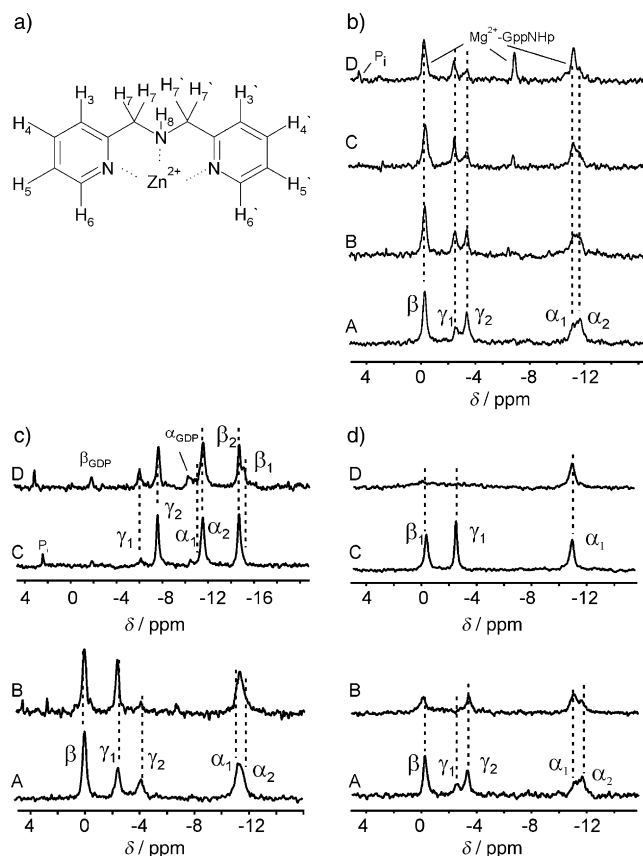 a)
H3 H7 H7 H7` H7` H3`
H4 H8 H4`
N N N
H5 Zn2+ H5`
H6 H6`
b)
D Pi Mg2+-GppNHp
C
B
A β γ1 γ2 α1 α2
4 0 -4 -8 -12
δ / ppm
c)
D βGDP αGDP β2 β1
C Pi γ1 γ2 α1 α2
4 0 -4 -8 -12 -16
δ / ppm
B
A β γ1 γ2 α1 α2
4 0 -4 -8 -12
δ / ppm
d)
D
C β1 γ1 α1
4 0 -4 -8 -12
δ / ppm
B
A β γ1 γ2 α1 α2
4 0 -4 -8 -12
δ / ppm